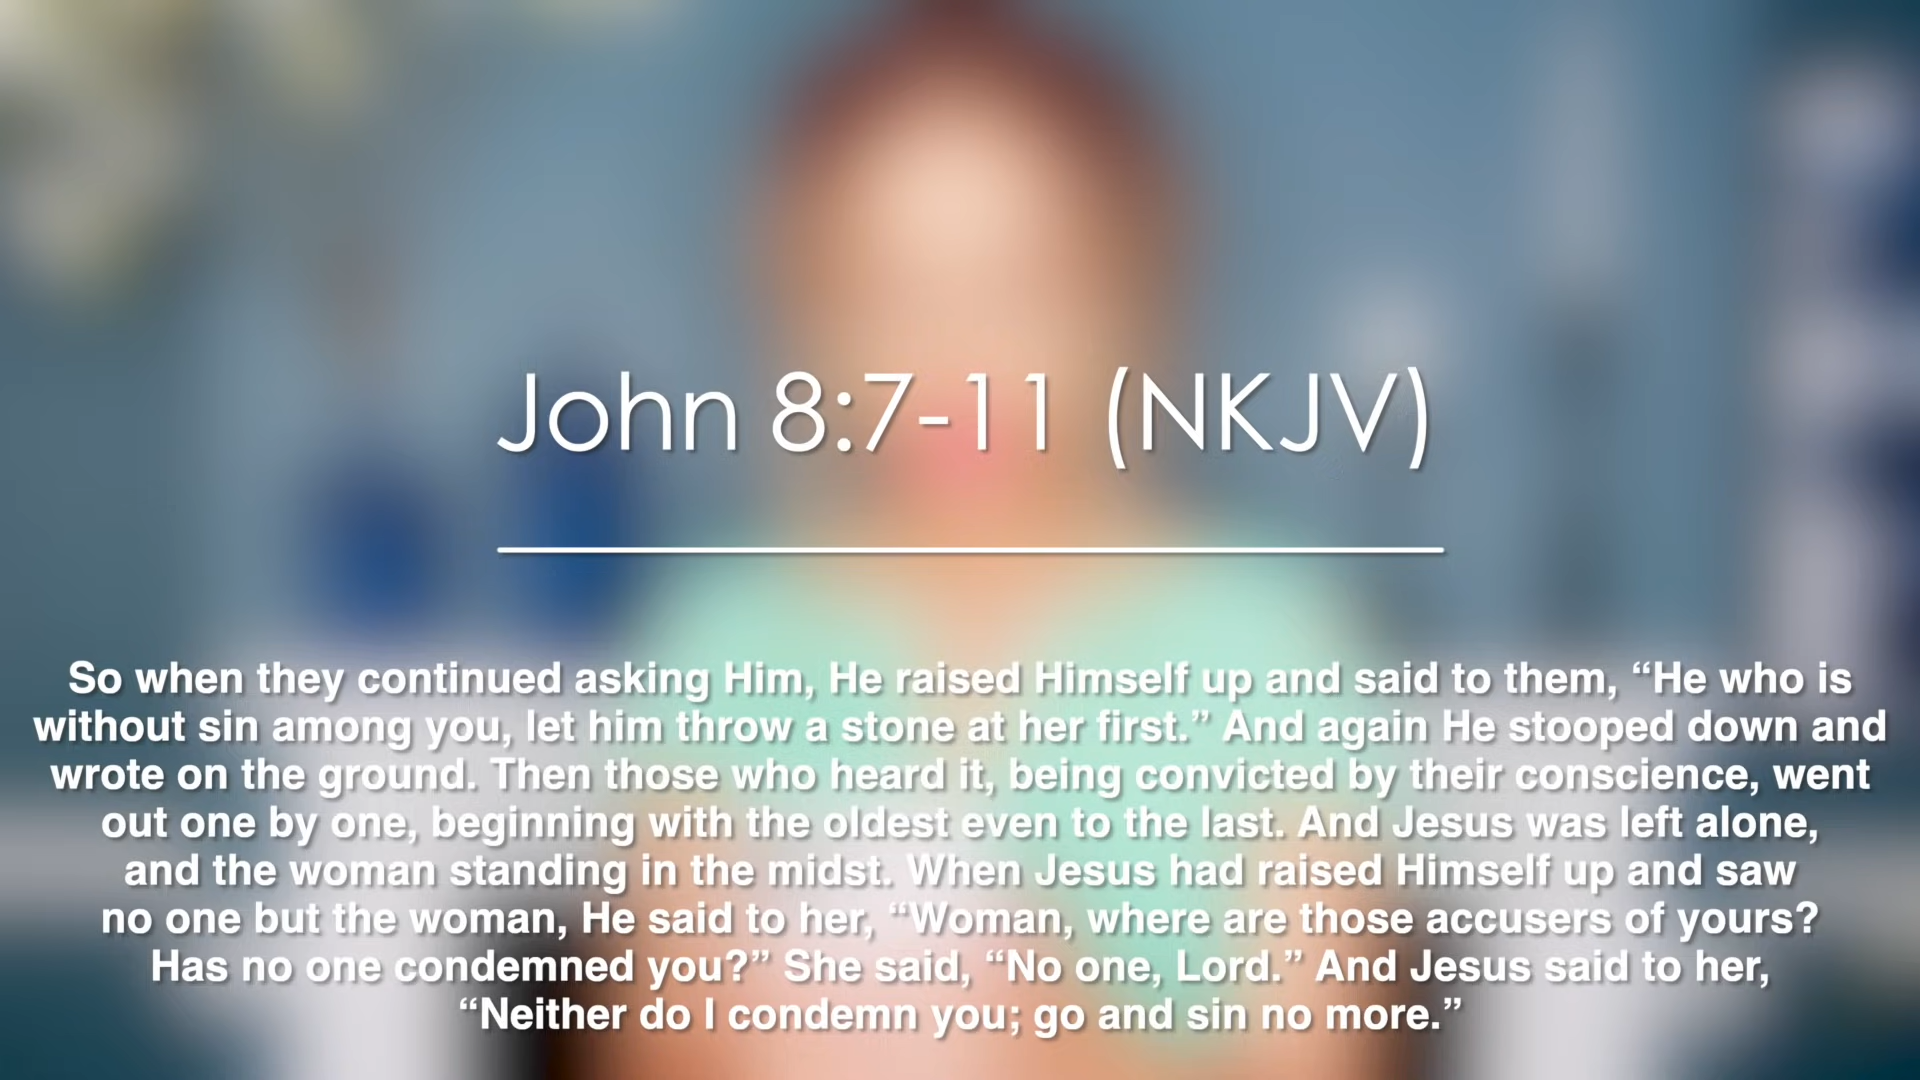 John 8:7-11 (NKJV)
So when they continued asking Him, He raised Himself up and said to them, “He who is
without sin among you, let him throw a stone at her first.” And again He stooped down and
wrote on the ground. Then those who heard it, being convicted by their conscience, went
out one by one, beginning with the oldest even to the last. And Jesus was left alone,
and the woman standing in the midst. When Jesus had raised Himself up and saw
no one but the woman, He said to her, “Woman, where are those accusers of yours?
Has no one condemned you?” She said, “No one, Lord.” And Jesus said to her,
“Neither do I condemn you; go and sin no more.”